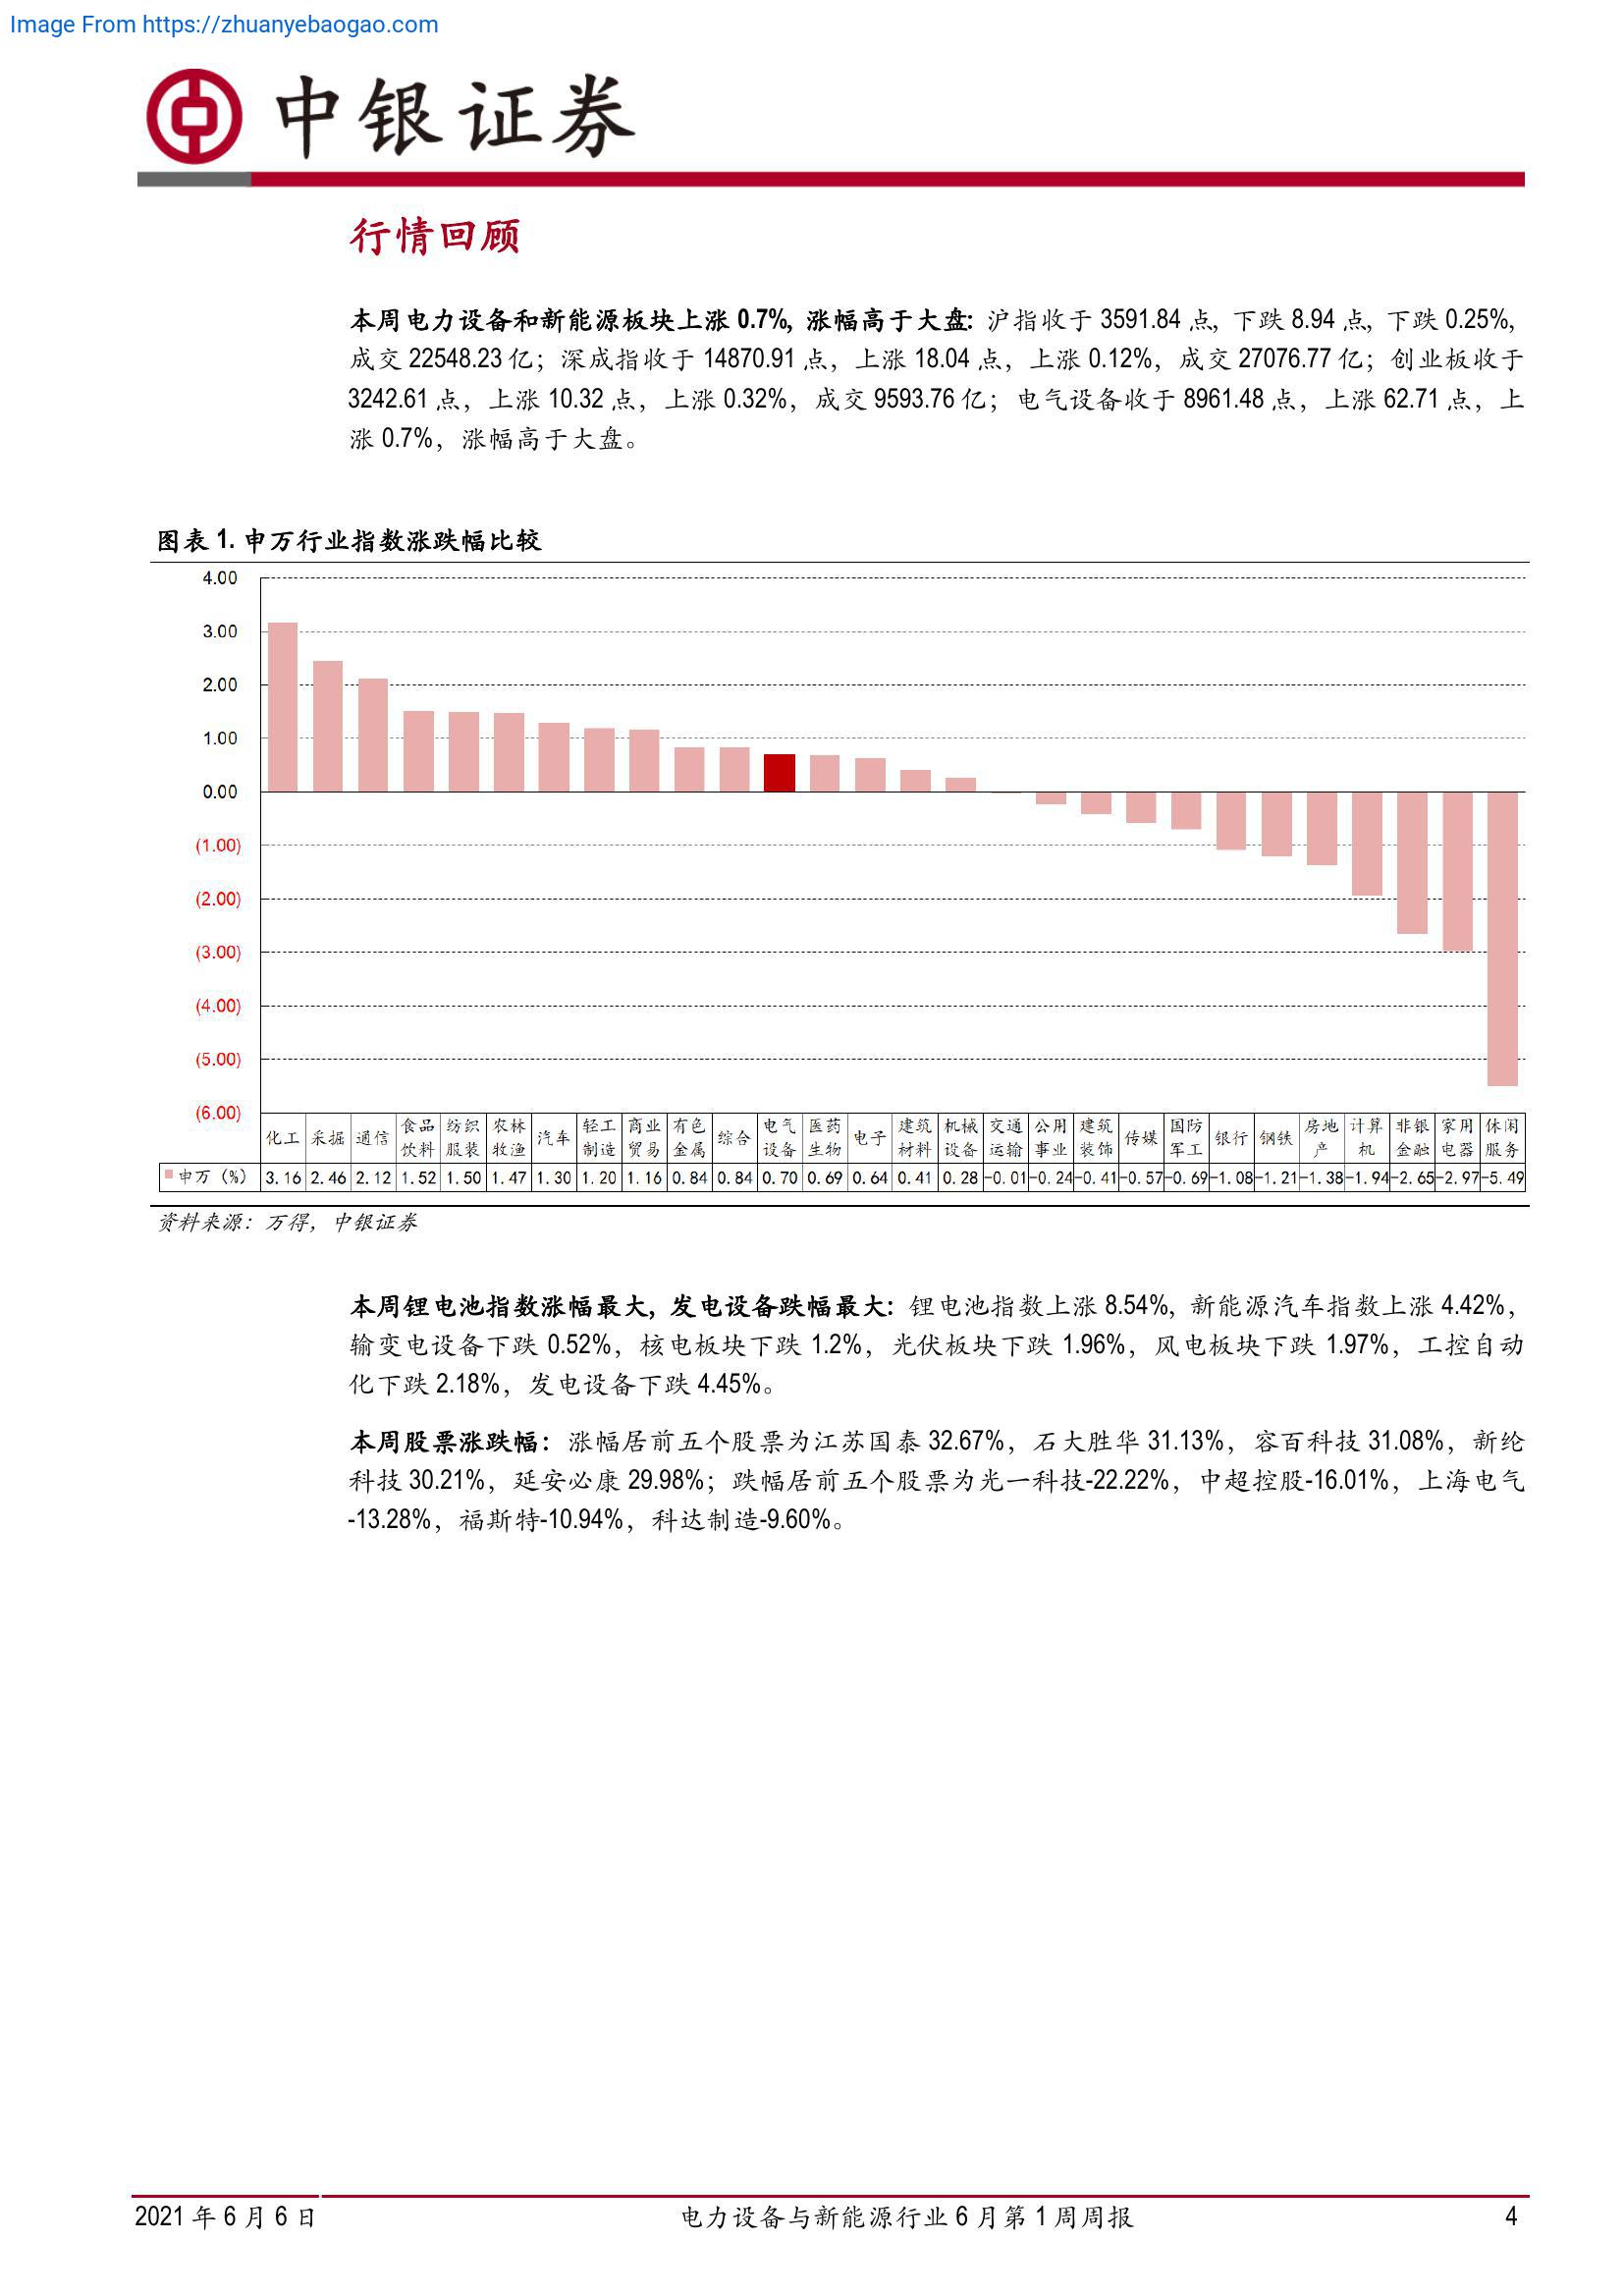 Image From https://zhuanyebaogao.com
中银证券
行情回顾
本周电力设备和新能源板块上涨 0.7%, 涨幅高于大盘: 沪指收于 3591.84 点, 下跌 8.94 点, 下跌 0.25%,
成交 22548.23 亿；深成指收于 14870.91 点，上涨 18.04 点，上涨 0.12%，成交 27076.77 亿；创业板收于
3242.61 点，上涨 10.32 点，上涨 0.32%，成交 9593.76 亿；电气设备收于 8961.48 点，上涨 62.71 点，上
涨 0.7%，涨幅高于大盘。
图表 1. 申万行业指数涨跌幅比较
4.00
3.00
2.00
1.00
0.00
(1.00)
(2.00)
(3.00)
(4.00)
(5.00)
(6.00)
化工 采掘 通信 食品饮料 纺织服装 农林牧渔 汽车 轻工制造 商业贸易 有色金属 综合 电气设备 医药生物 电子 建筑材料 机械设备 交通运输 公用事业 建筑装饰 传媒 国防军工 银行 钢铁 房地产 计算机 非银金融 家用电器 休闲服务
申万（%） 3.16 2.46 2.12 1.52 1.50 1.47 1.30 1.20 1.16 0.84 0.84 0.70 0.69 0.64 0.41 0.28 -0.01 -0.24 -0.41 -0.57 -0.69 -1.08 -1.21 -1.38 -1.94 -2.65 -2.97 -5.49
资料来源：万得，中银证券
本周锂电池指数涨幅最大, 发电设备跌幅最大: 锂电池指数上涨 8.54%, 新能源汽车指数上涨 4.42%,
输变电设备下跌 0.52%，核电板块下跌 1.2%，光伏板块下跌 1.96%，风电板块下跌 1.97%，工控自动
化下跌 2.18%，发电设备下跌 4.45%。
本周股票涨跌幅：涨幅居前五个股票为江苏国泰 32.67%，石大胜华 31.13%，容百科技 31.08%，新纶
科技 30.21%，延安必康 29.98%；跌幅居前五个股票为光一科技-22.22%，中超控股-16.01%，上海电气
-13.28%，福斯特-10.94%，科达制造-9.60%。
2021 年 6 月 6 日 电力设备与新能源行业 6 月第 1 周周报 4